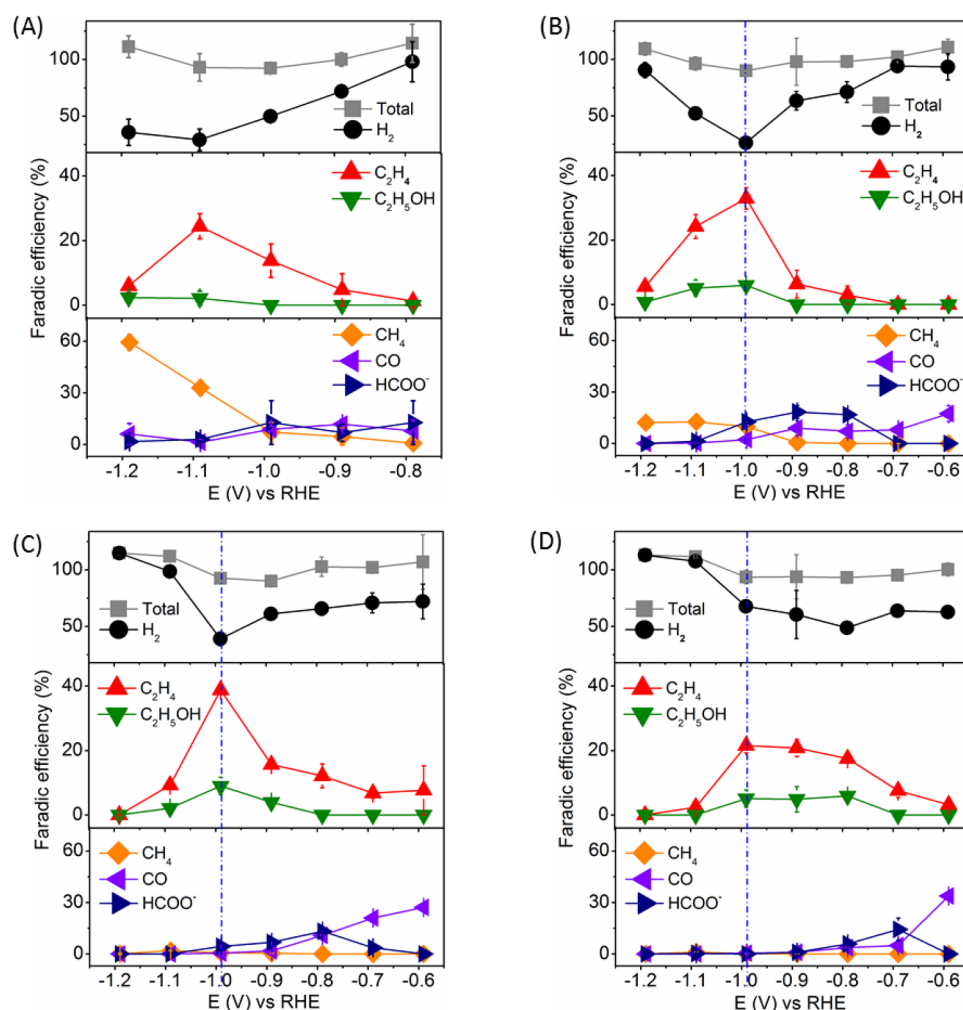 (A)
100
50
Total
H₂
Faradic efficiency (%)
40
20
0
C₂H₄
C₂H₅OH
60
30
0
CH₄
CO
HCOO⁻
-1.2 -1.1 -1.0 -0.9 -0.8
E (V) vs RHE
(B)
100
50
Total
H₂
Faradic efficiency (%)
40
20
0
C₂H₄
C₂H₅OH
60
30
0
CH₄
CO
HCOO⁻
-1.2 -1.1 -1.0 -0.9 -0.8 -0.7 -0.6
E (V) vs RHE
(C)
100
50
Total
H₂
Faradic efficiency (%)
40
20
0
C₂H₄
C₂H₅OH
60
30
0
CH₄
CO
HCOO⁻
-1.2 -1.1 -1.0 -0.9 -0.8 -0.7 -0.6
E (V) vs RHE
(D)
100
50
Total
H₂
Faradic efficiency (%)
40
20
0
C₂H₄
C₂H₅OH
60
30
0
CH₄
CO
HCOO⁻
-1.2 -1.1 -1.0 -0.9 -0.8 -0.7 -0.6
E (V) vs RHE